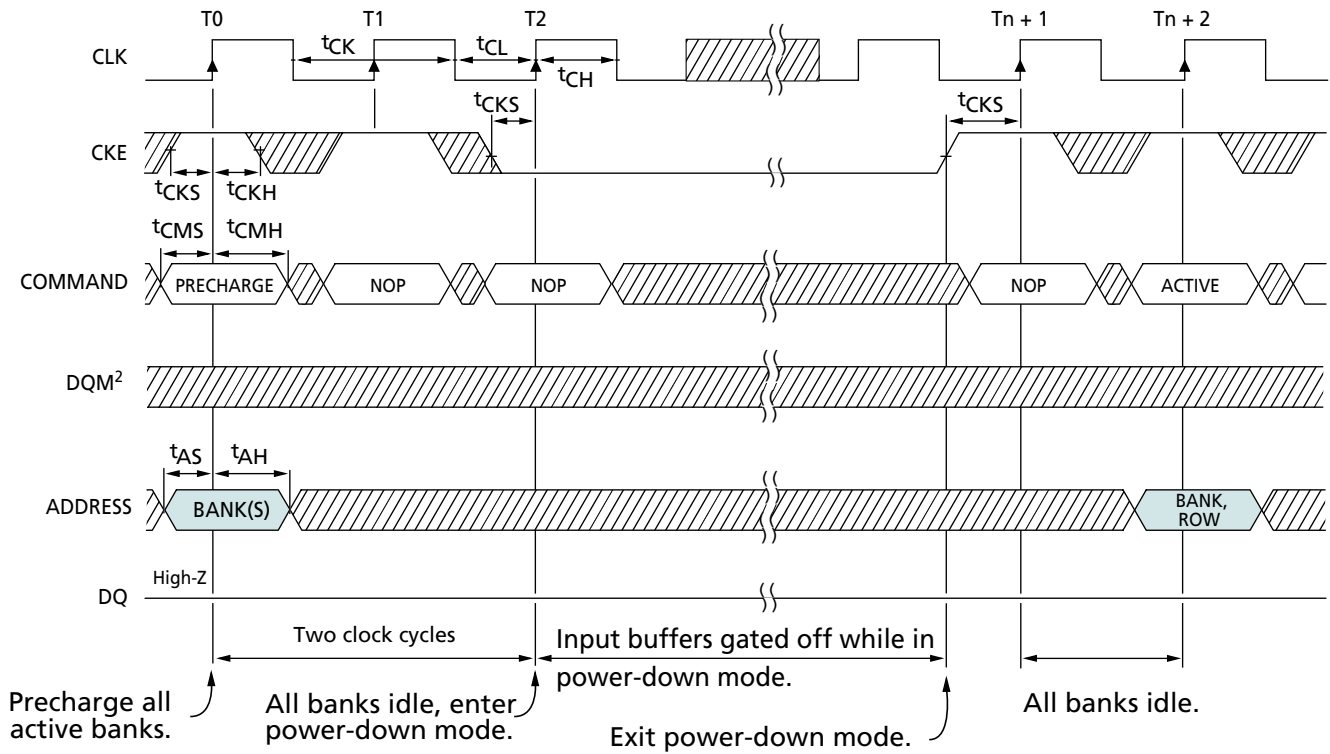 T0 T1 T2 Tn + 1 Tn + 2
CLK
tCK tCL
tCH
tCKS tCKS
CKE
tCKS tCKH
tCMS tCMH
COMMAND PRECHARGE NOP NOP NOP ACTIVE
DQM2
tAS tAH
ADDRESS BANK(S) BANK,
ROW
High-Z
DQ
Two clock cycles
Input buffers gated off while in
power-down mode.
Precharge all
active banks.
All banks idle, enter
power-down mode.
Exit power-down mode.
All banks idle.